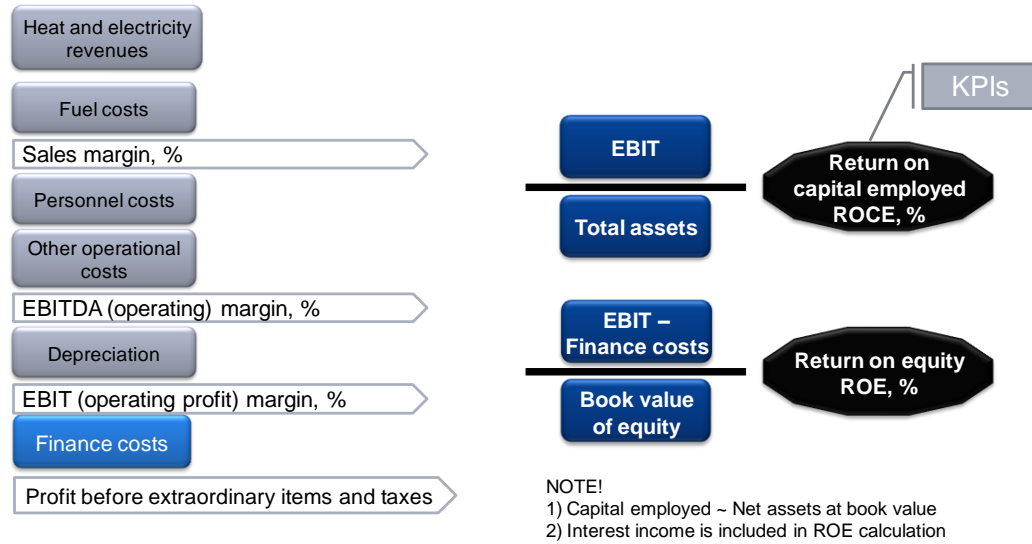 Heat and electricity
revenues
Fuel costs
Sales margin, %
Personnel costs
Other operational
costs
EBITDA (operating) margin, %
Depreciation
EBIT (operating profit) margin, %
Finance costs
Profit before extraordinary items and taxes
KPIs
EBIT
Total assets
Return on
capital employed
ROCE, %
EBIT –
Finance costs
Book value
of equity
Return on equity
ROE, %
NOTE!
1) Capital employed ~ Net assets at book value
2) Interest income is included in ROE calculation